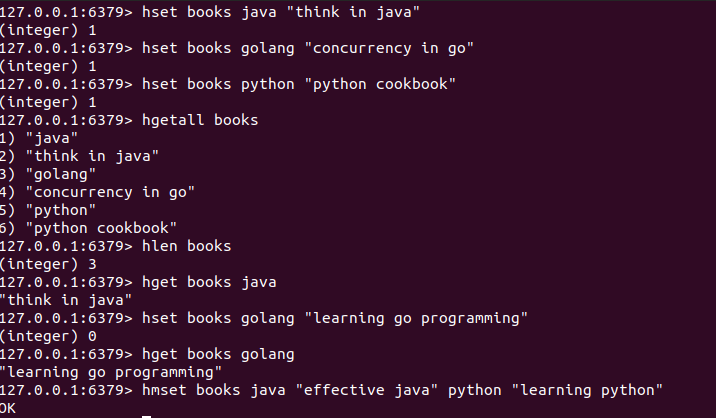 127.0.0.1:6379> hset books java "think in java"
(integer) 1
127.0.0.1:6379> hset books golang "concurrency in go"
(integer) 1
127.0.0.1:6379> hset books python "python cookbook"
(integer) 1
127.0.0.1:6379> hgetall books
1) "java"
2) "think in java"
3) "golang"
4) "concurrency in go"
5) "python"
6) "python cookbook"
127.0.0.1:6379> hlen books
(integer) 3
127.0.0.1:6379> hget books java
"think in java"
127.0.0.1:6379> hset books golang "learning go programming"
(integer) 0
127.0.0.1:6379> hget books golang
"learning go programming"
127.0.0.1:6379> hmset books java "effective java" python "learning python"
OK